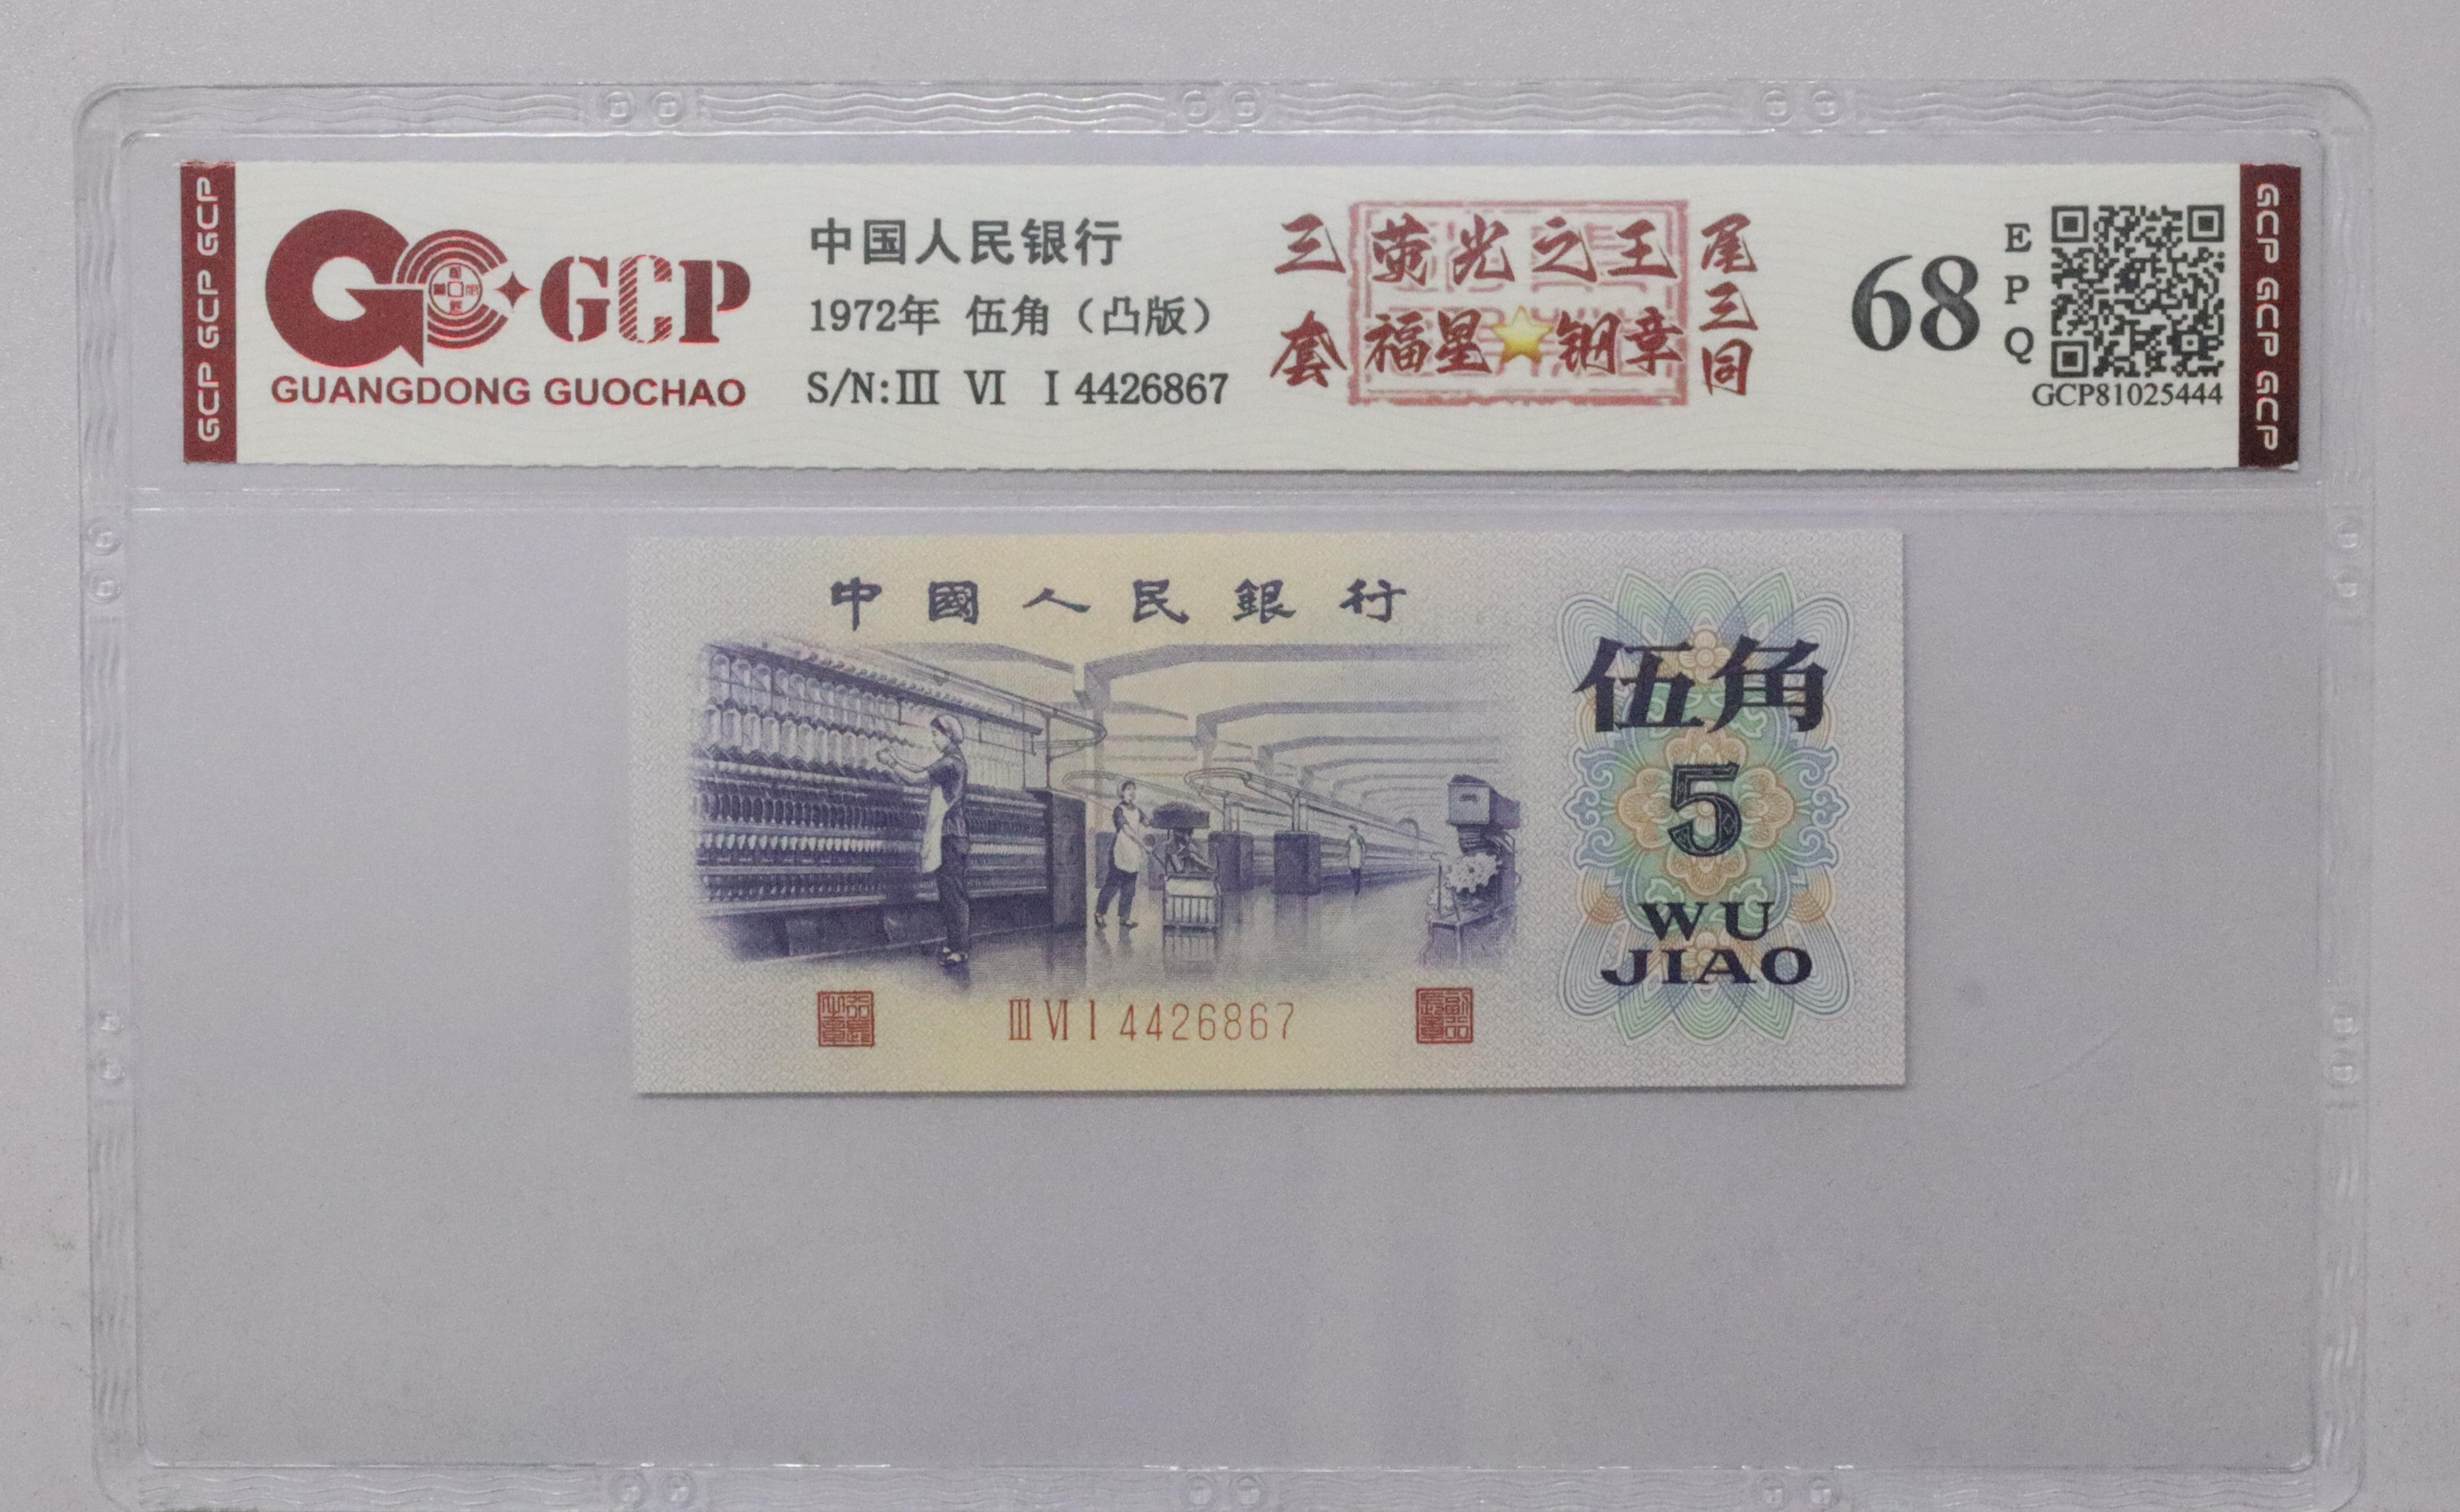 GCP GCP GCP
GCP
GUANGDONG GUOCHAO
中国人民银行
1972年 伍角（凸版）
S/N:Ⅲ Ⅵ Ⅰ 4426867
三套
荧光之王
福星⭐钢章
尾三同
68
EPQ
GCP81025444
GCP GCP GCP
中國人民銀行
伍角
5
WU
JIAO
Ⅲ Ⅵ Ⅰ 4426867